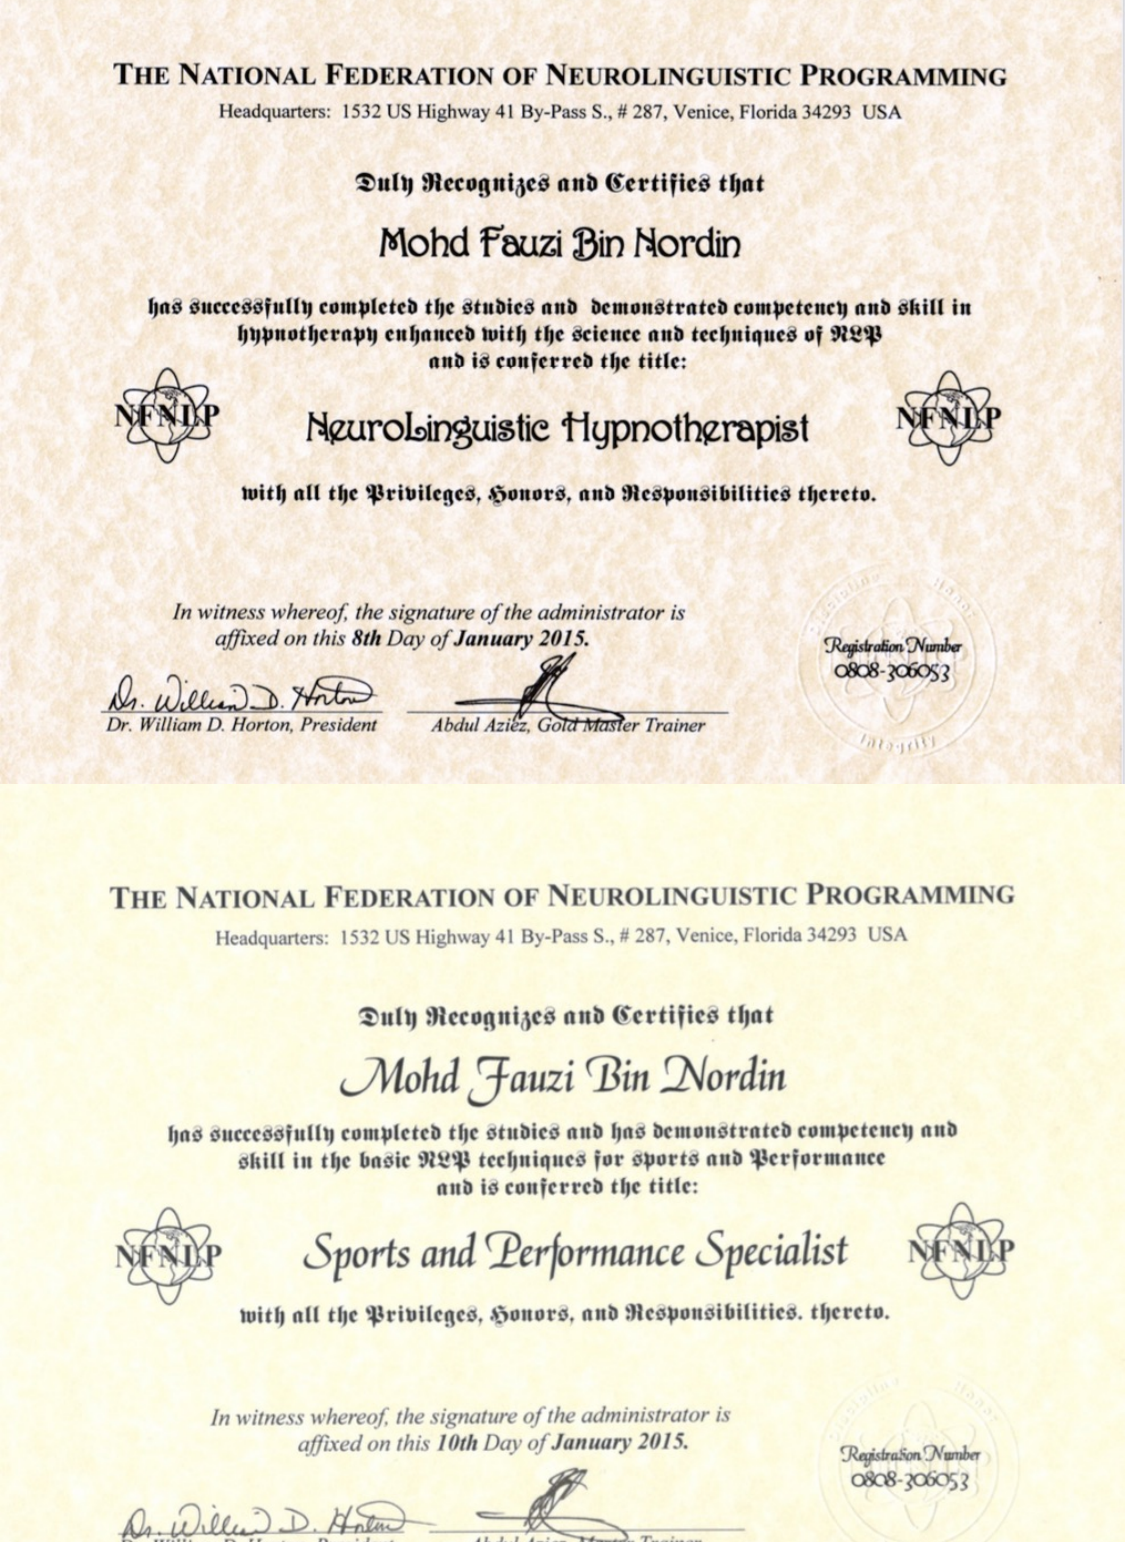 THE NATIONAL FEDERATION OF NEUROLINGUISTIC PROGRAMMING
Headquarters: 1532 US Highway 41 By-Pass S., # 287, Venice, Florida 34293 USA
Duly Recognizes and Certifies that
Mohd Fauzi Bin Nordin
has successfully completed the studies and demonstrated competency and skill in
hypnotherapy enhanced with the science and techniques of NLP
and is conferred the title:
NFNLP
NeuroLinguistic Hypnotherapist
NFNLP
with all the Privileges, Honors, and Responsibilities thereto.
In witness whereof, the signature of the administrator is
affixed on this 8th Day of January 2015.
Registration Number
0808-306053
Dr. William D. Horton
Dr. William D. Horton, President
Abdul Aziez, Gold Master Trainer
Integrity
THE NATIONAL FEDERATION OF NEUROLINGUISTIC PROGRAMMING
Headquarters: 1532 US Highway 41 By-Pass S., # 287, Venice, Florida 34293 USA
Duly Recognizes and Certifies that
Mohd Fauzi Bin Nordin
has successfully completed the studies and has demonstrated competency and
skill in the basic NLP techniques for sports and Performance
and is conferred the title:
NFNLP
Sports and Performance Specialist
NFNLP
with all the Privileges, Honors, and Responsibilities. thereto.
In witness whereof, the signature of the administrator is
affixed on this 10th Day of January 2015.
Registration Number
0808-306053
Dr. William D. Horton